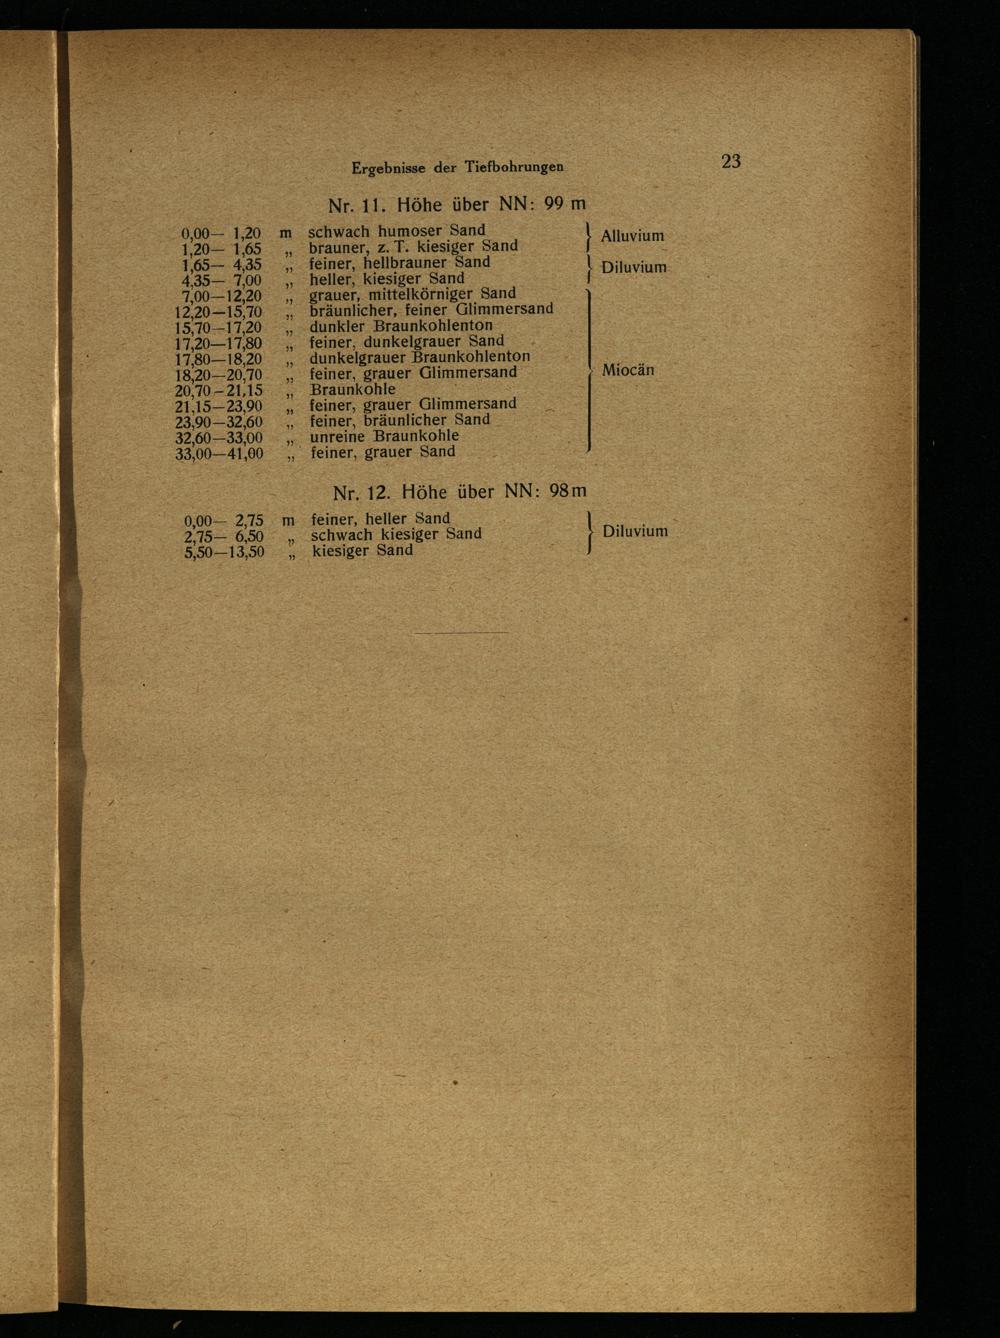 Ergebnisse der Tiefbohrungen 23
Nr. 11. Höhe über NN: 99 m
0,00— 1,20 m schwach humoser Sand } Alluvium
1,20— 1,65 „ brauner, z. T. kiesiger Sand
1,65— 4,35 „ feiner, hellbrauner Sand } Diluvium
4,35— 7,00 „ heller, kiesiger Sand
7,00—12,20 „ grauer, mittelkörniger Sand
12,20—15,70 „ bräunlicher, feiner Glimmersand
15,70—17,20 „ dunkler Braunkohlenton
17,20—17,80 „ feiner, dunkelgrauer Sand
17,80—18,20 „ dunkelgrauer Braunkohlenton
18,20—20,70 „ feiner, grauer Glimmersand } Miocän
20,70–21,15 „ Braunkohle
21,15—23,90 „ feiner, grauer Glimmersand
23,90—32,60 „ feiner, bräunlicher Sand
32,60—33,00 „ unreine Braunkohle
33,00—41,00 „ feiner, grauer Sand
Nr. 12. Höhe über NN: 98 m
0,00— 2,75 m feiner, heller Sand
2,75— 6,50 „ schwach kiesiger Sand } Diluvium
5,50—13,50 „ kiesiger Sand